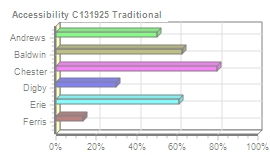 Accessibility C131925 Traditional
Andrews
Baldwin
Chester
Digby
Erie
Ferris
0% 20% 40% 60% 80% 100%